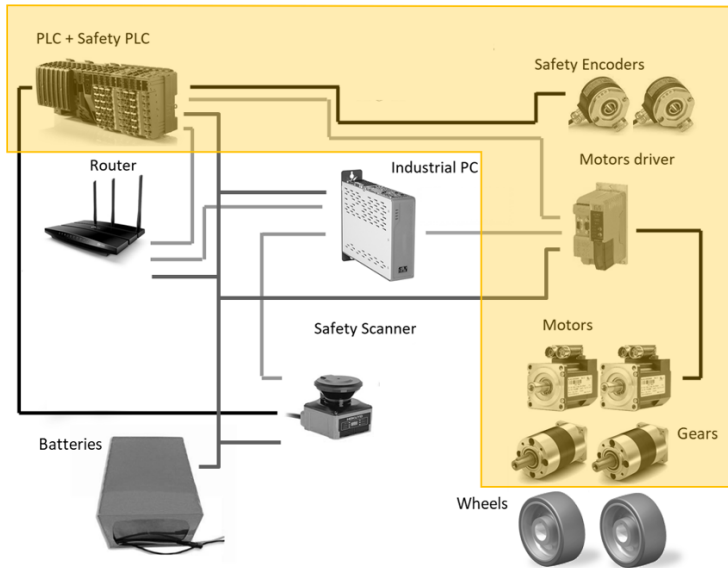 PLC + Safety PLC
Safety Encoders
Router
Industrial PC
Motors driver
Safety Scanner
Motors
Batteries
Gears
Wheels